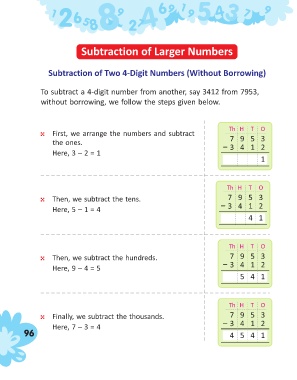 Subtraction of Larger Numbers
Subtraction of Two 4-Digit Numbers (Without Borrowing)
To subtract a 4-digit number from another, say 3412 from 7953,
without borrowing, we follow the steps given below.
First, we arrange the numbers and subtract
the ones.
Here, 3 – 2 = 1
Th H T O
7 9 5 3
– 3 4 1 2
1
Then, we subtract the tens.
Here, 5 – 1 = 4
Th H T O
7 9 5 3
– 3 4 1 2
4 1
Then, we subtract the hundreds.
Here, 9 – 4 = 5
Th H T O
7 9 5 3
– 3 4 1 2
5 4 1
Finally, we subtract the thousands.
Here, 7 – 3 = 4
Th H T O
7 9 5 3
– 3 4 1 2
4 5 4 1
96